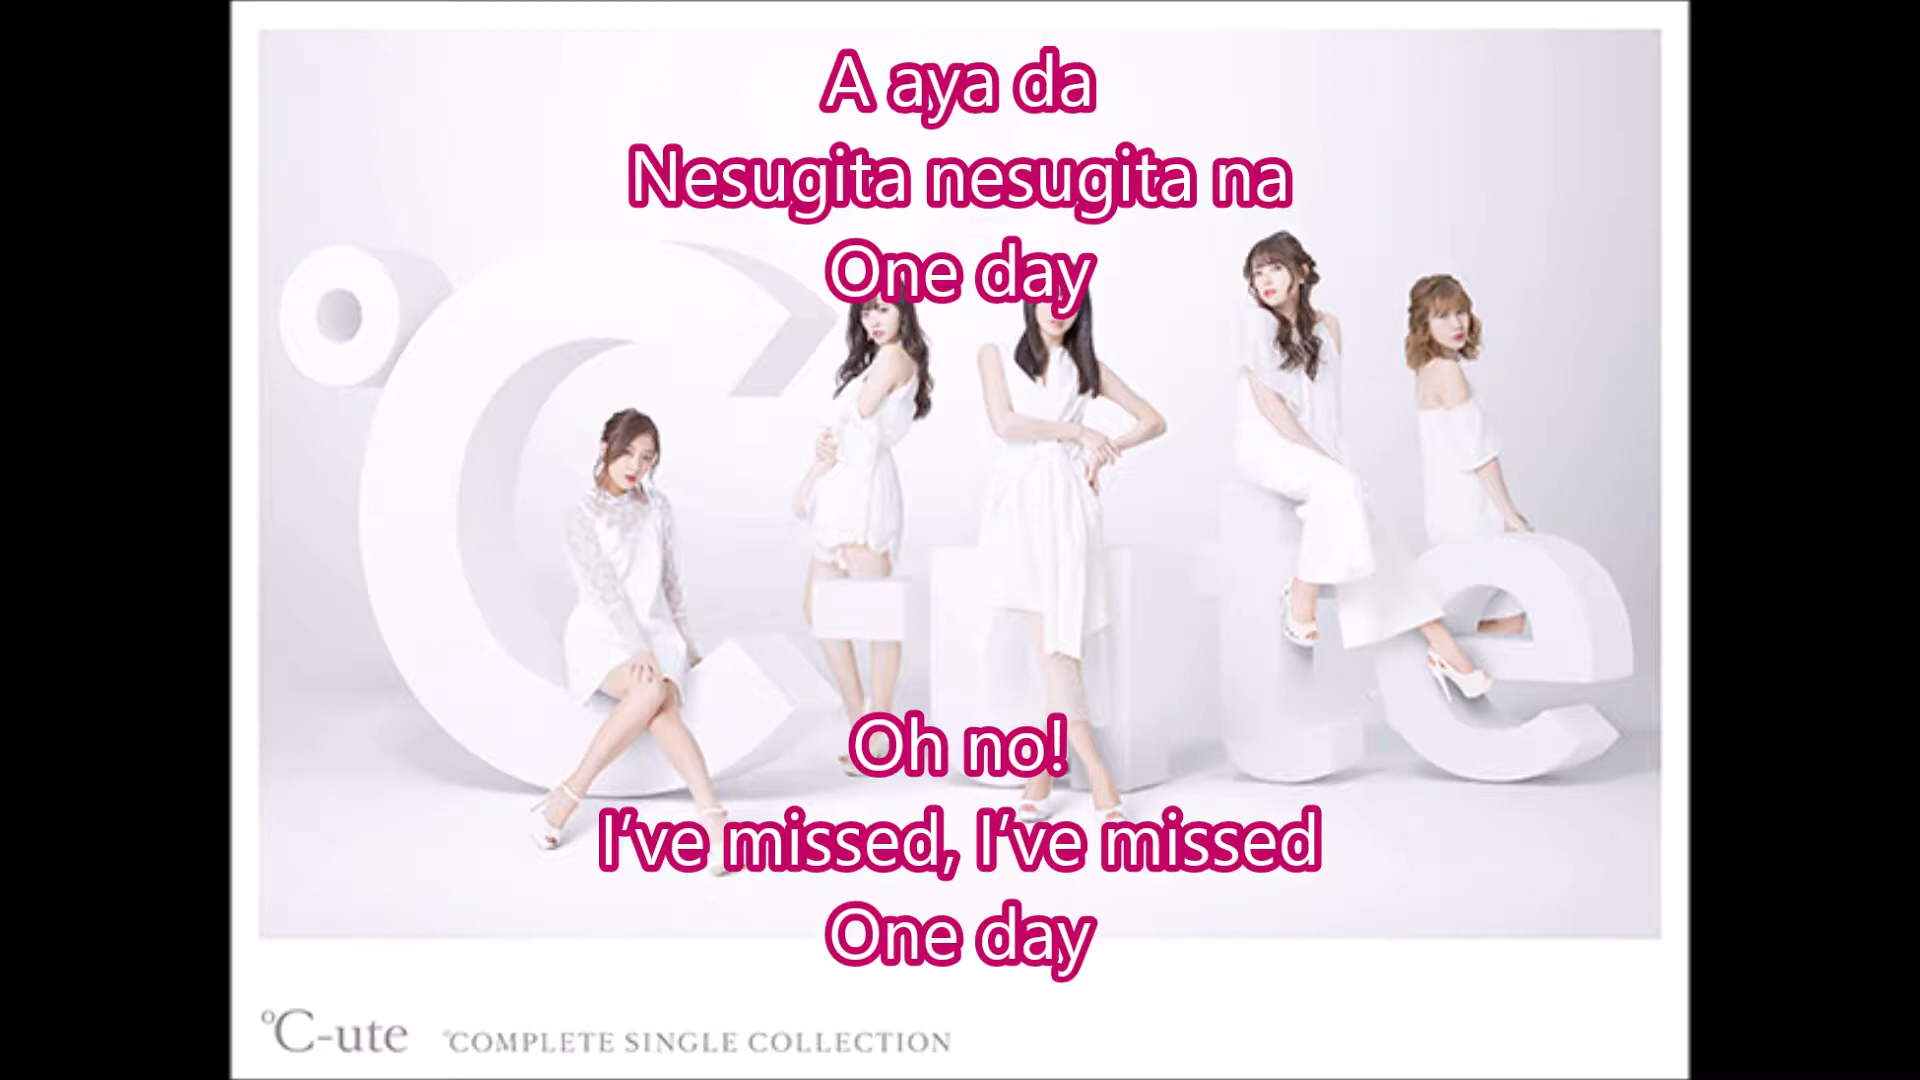 A aya da
Nesugita nesugita na
One day
°C-ute
Oh no!
I've missed, I've missed
One day
°C-ute °COMPLETE SINGLE COLLECTION